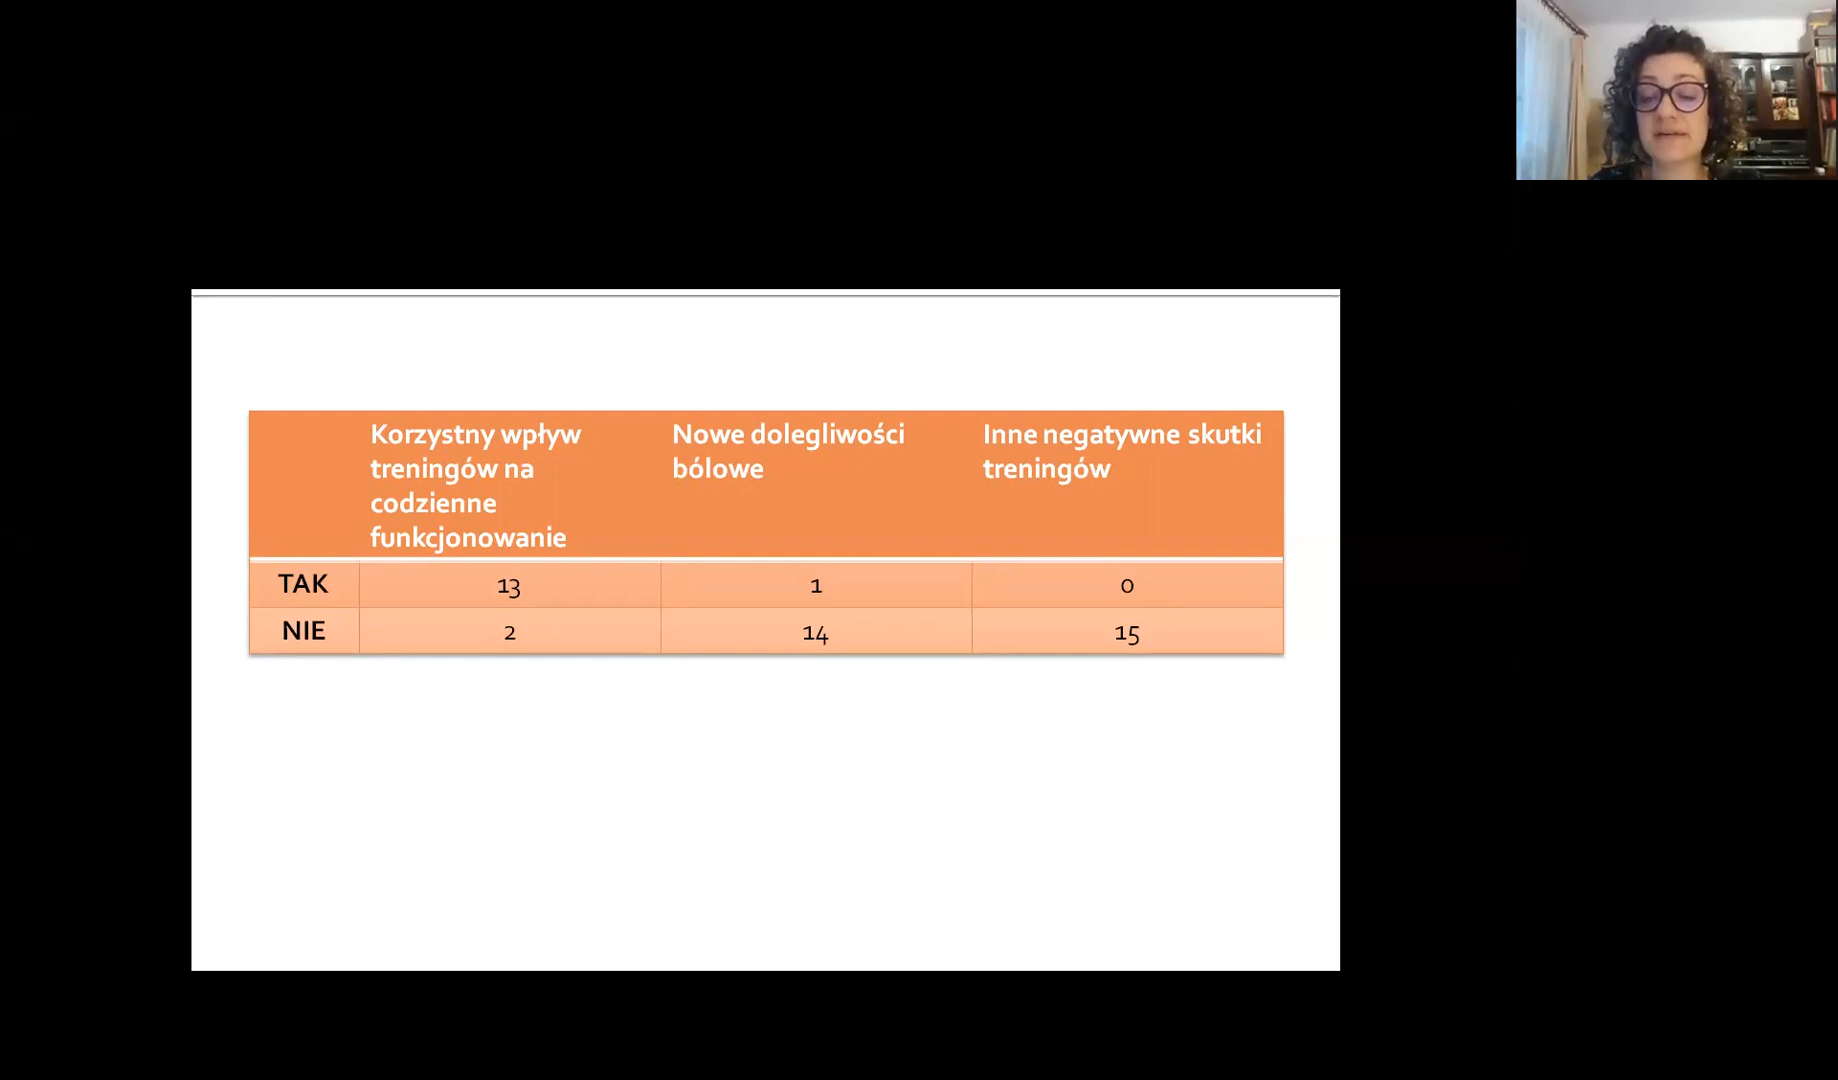 Korzystny wpływ
treningów na
codzienne
funkcjonowanie
Nowe dolegliwości
bólowe
Inne negatywne skutki
treningów
TAK 13 1 0
NIE 2 14 15